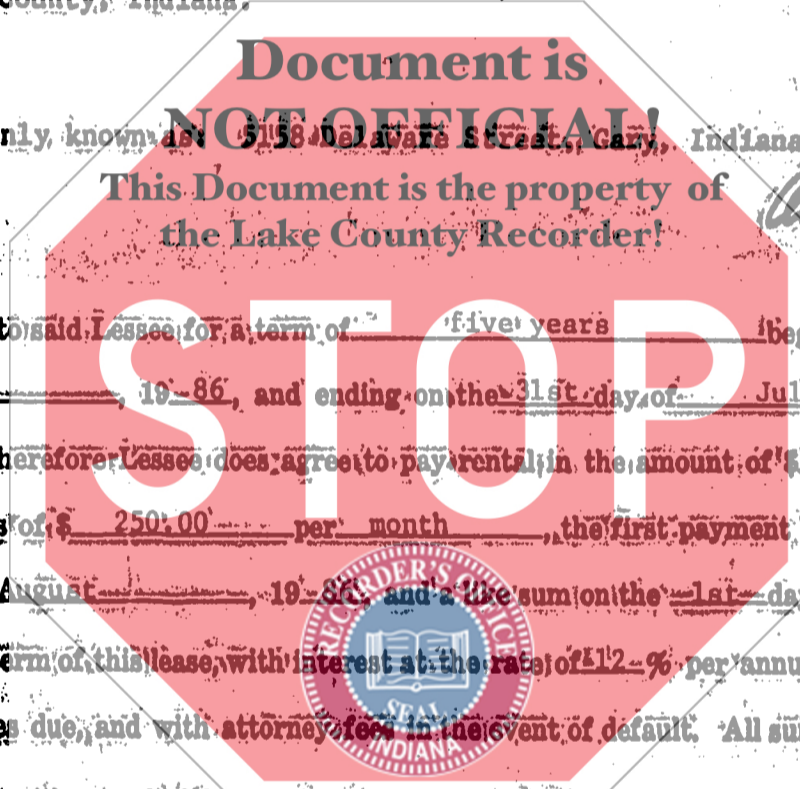 County, Indiana.
Document is
NOT OFFICIAL!
nly known as: 5158 Delaware Street, Gary, Indiana
This Document is the property of
the Lake County Recorder!
to said Lessee for a term of five years be
, 19 86, and ending on the 31st day of Jul
STOP
herefore Lessee does agree to pay rental in the amount of $
s of $ 250.00 per month, the first payment
August, 19 86, and a like sum on the 1st da
RECORDER'S OFFICE
erm of this lease, with interest at the rate of 12 % per annu
SEAL
s due, and with attorney fees in the event of default. All su
INDIANA